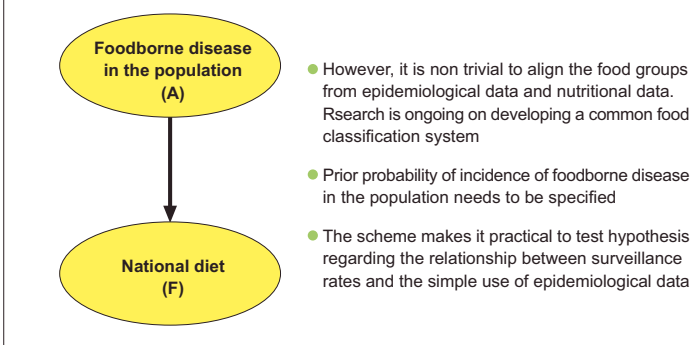 Foodborne disease
in the population
(A)
National diet
(F)
However, it is non trivial to align the food groups
from epidemiological data and nutritional data.
Rsearch is ongoing on developing a common food
classification system
Prior probability of incidence of foodborne disease
in the population needs to be specified
The scheme makes it practical to test hypothesis
regarding the relationship between surveillance
rates and the simple use of epidemiological data